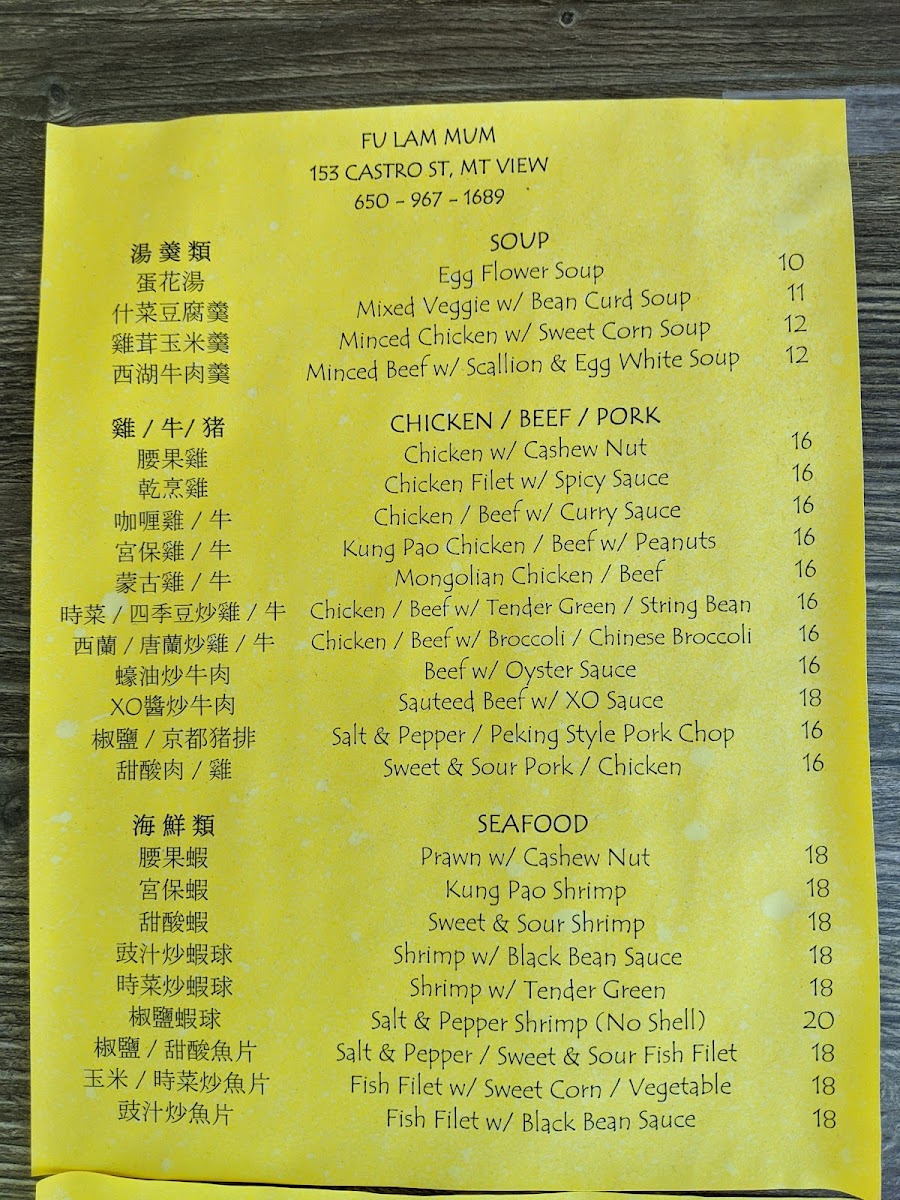 FU LAM MUM
153 CASTRO ST, MT VIEW
650 - 967 - 1689
湯 羹 類 SOUP
蛋花湯 Egg Flower Soup 10
什菜豆腐羹 Mixed Veggie w/ Bean Curd Soup 11
雞茸玉米羹 Minced Chicken w/ Sweet Corn Soup 12
西湖牛肉羹 Minced Beef w/ Scallion & Egg White Soup 12
雞 / 牛/ 猪 CHICKEN / BEEF / PORK
腰果雞 Chicken w/ Cashew Nut 16
乾烹雞 Chicken Filet w/ Spicy Sauce 16
咖喱雞 / 牛 Chicken / Beef w/ Curry Sauce 16
宮保雞 / 牛 Kung Pao Chicken / Beef w/ Peanuts 16
蒙古雞 / 牛 Mongolian Chicken / Beef 16
時菜 / 四季豆炒雞 / 牛 Chicken / Beef w/ Tender Green / String Bean 16
西蘭 / 唐蘭炒雞 / 牛 Chicken / Beef w/ Broccoli / Chinese Broccoli 16
蠔油炒牛肉 Beef w/ Oyster Sauce 16
XO醬炒牛肉 Sauteed Beef w/ XO Sauce 18
椒鹽 / 京都猪排 Salt & Pepper / Peking Style Pork Chop 16
甜酸肉 / 雞 Sweet & Sour Pork / Chicken 16
海 鮮 類 SEAFOOD
腰果蝦 Prawn w/ Cashew Nut 18
宮保蝦 Kung Pao Shrimp 18
甜酸蝦 Sweet & Sour Shrimp 18
豉汁炒蝦球 Shrimp w/ Black Bean Sauce 18
時菜炒蝦球 Shrimp w/ Tender Green 18
椒鹽蝦球 Salt & Pepper Shrimp (No Shell) 20
椒鹽 / 甜酸魚片 Salt & Pepper / Sweet & Sour Fish Filet 18
玉米 / 時菜炒魚片 Fish Filet w/ Sweet Corn / Vegetable 18
豉汁炒魚片 Fish Filet w/ Black Bean Sauce 18